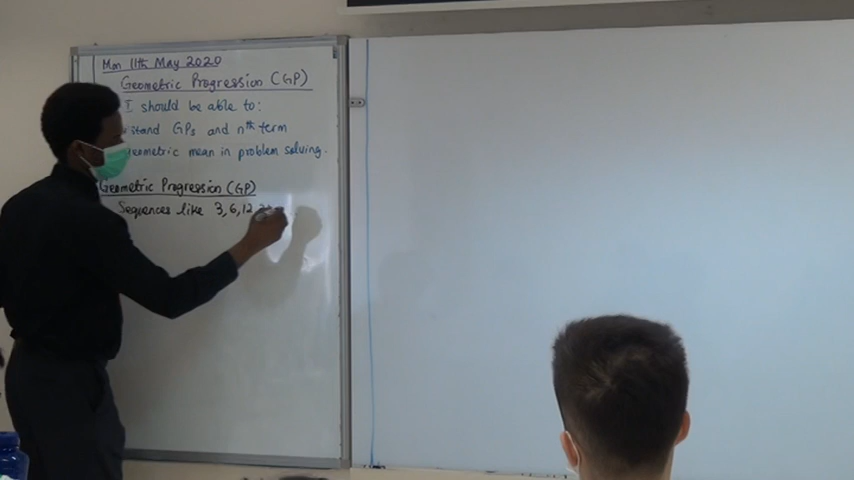 Mon 11th May 2020
Geometric Progression (GP)
I should be able to:
stand GPs and nth term
eometric mean in problem solving.
Geometric Progression (GP)
Sequences like 3, 6, 12,